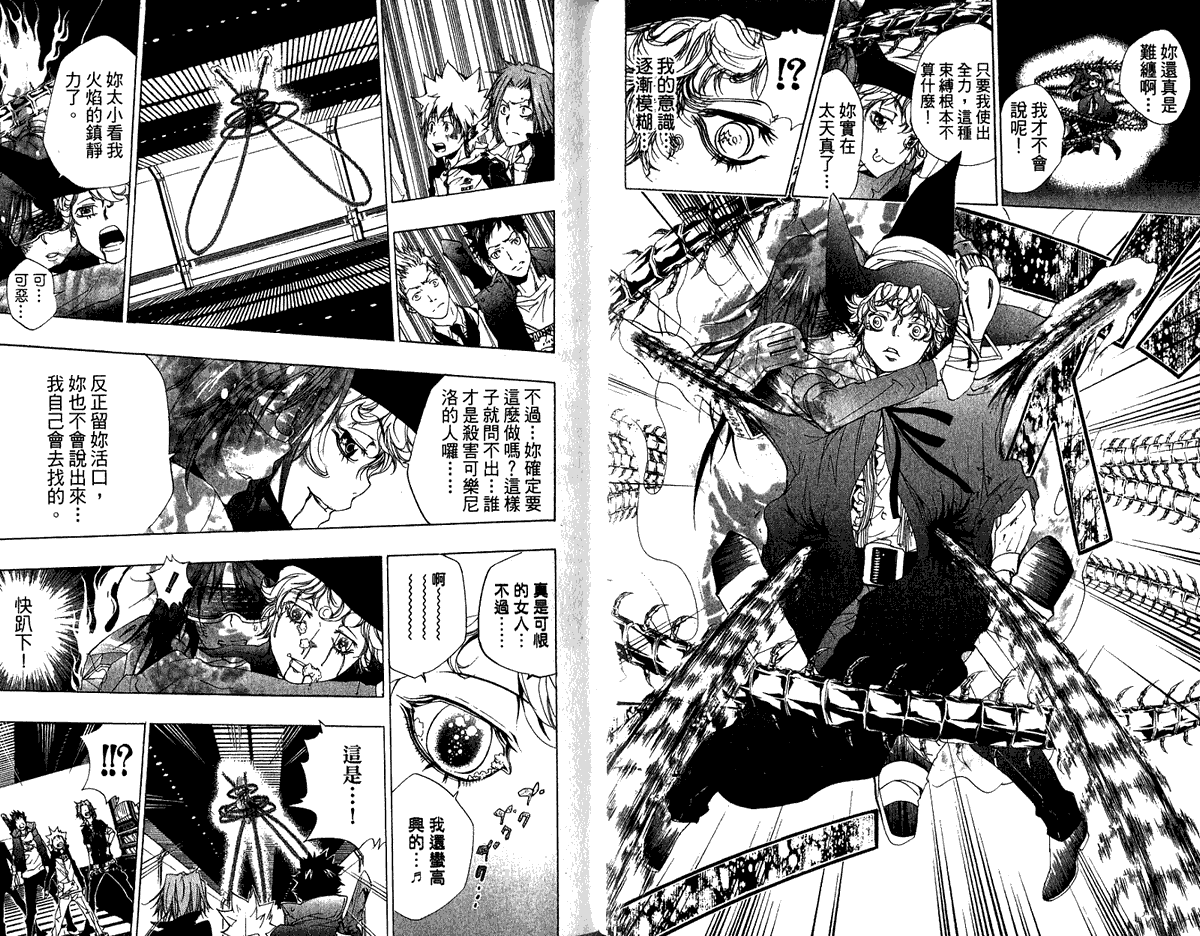 妳還真是
難纏啊…
我才不會
說呢！
只要我使出
全力，這種
束縛根本不
算什麼！
妳實在
太天真了…
!?
我的意識…
逐漸模糊…
妳太小看我
火焰的鎮靜
力了。
可…
可惡…
不過…妳確定要
這麼做嗎？這樣
子就問不出…誰
才是殺害可樂尼
洛的人囉……
反正留妳活口，
妳也不會說出來…
我自己會去找的。
真是可恨
的女人…
不過……
啊~~~~
我還蠻高
興的…♬
！
快趴下！
這是…！
!!?